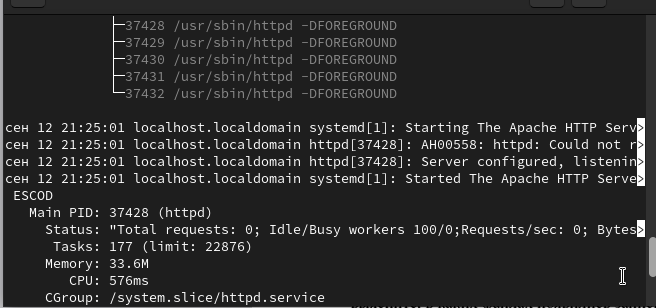 ├─37428 /usr/sbin/httpd -DFOREGROUND
├─37429 /usr/sbin/httpd -DFOREGROUND
├─37430 /usr/sbin/httpd -DFOREGROUND
├─37431 /usr/sbin/httpd -DFOREGROUND
└─37432 /usr/sbin/httpd -DFOREGROUND
сен 12 21:25:01 localhost.localdomain systemd[1]: Starting The Apache HTTP Serv>
сен 12 21:25:01 localhost.localdomain httpd[37428]: AH00558: httpd: Could not r>
сен 12 21:25:01 localhost.localdomain httpd[37428]: Server configured, listenin>
сен 12 21:25:01 localhost.localdomain systemd[1]: Started The Apache HTTP Serve>
ESCOD
Main PID: 37428 (httpd)
Status: "Total requests: 0; Idle/Busy workers 100/0;Requests/sec: 0; Bytes>
Tasks: 177 (limit: 22876)
Memory: 33.6M
CPU: 576ms
CGroup: /system.slice/httpd.service